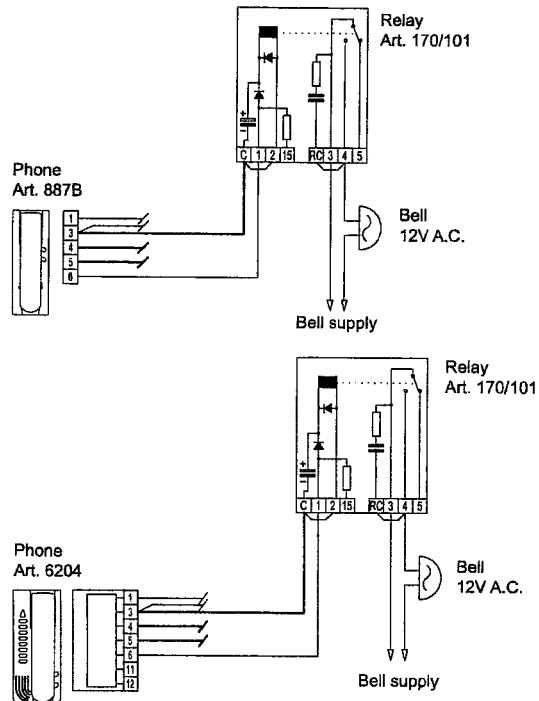 Relay
Art. 170/101
C 1 2 15 RC 3 4 5
Phone
Art. 887B
1
3
4
5
6
Bell
12V A.C.
Bell supply
Relay
Art. 170/101
C 1 2 15 RC 3 4 5
Phone
Art. 6204
1
3
4
5
6
11
12
Bell
12V A.C.
Bell supply